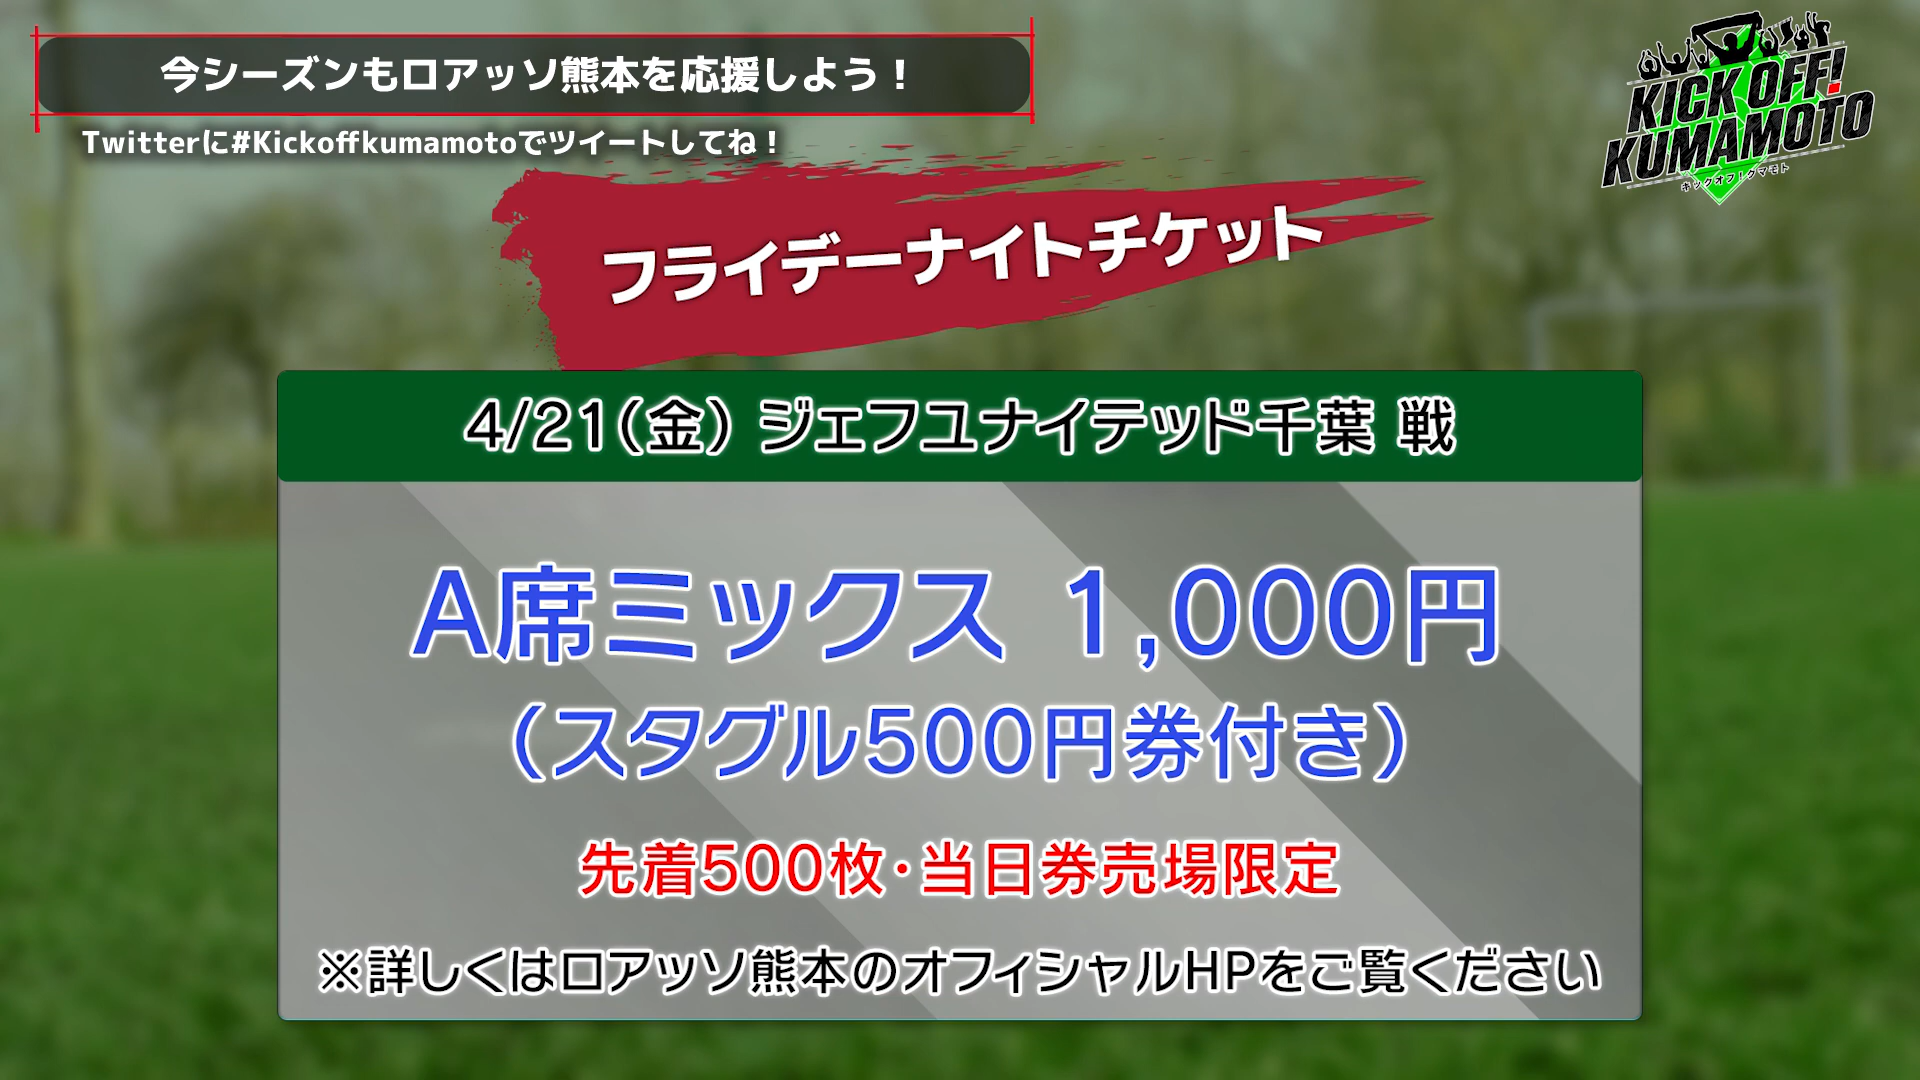 今シーズンもロアッソ熊本を応援しよう！
Twitterに#Kickoffkumamotoでツイートしてね！
KICK OFF!
KUMAMOTO
キックオフ！クマモト
フライデーナイトチケット
4/21(金) ジェフユナイテッド千葉 戦
A席ミックス 1,000円
(スタグル500円券付き)
先着500枚･当日券売場限定
※詳しくはロアッソ熊本のオフィシャルHPをご覧ください